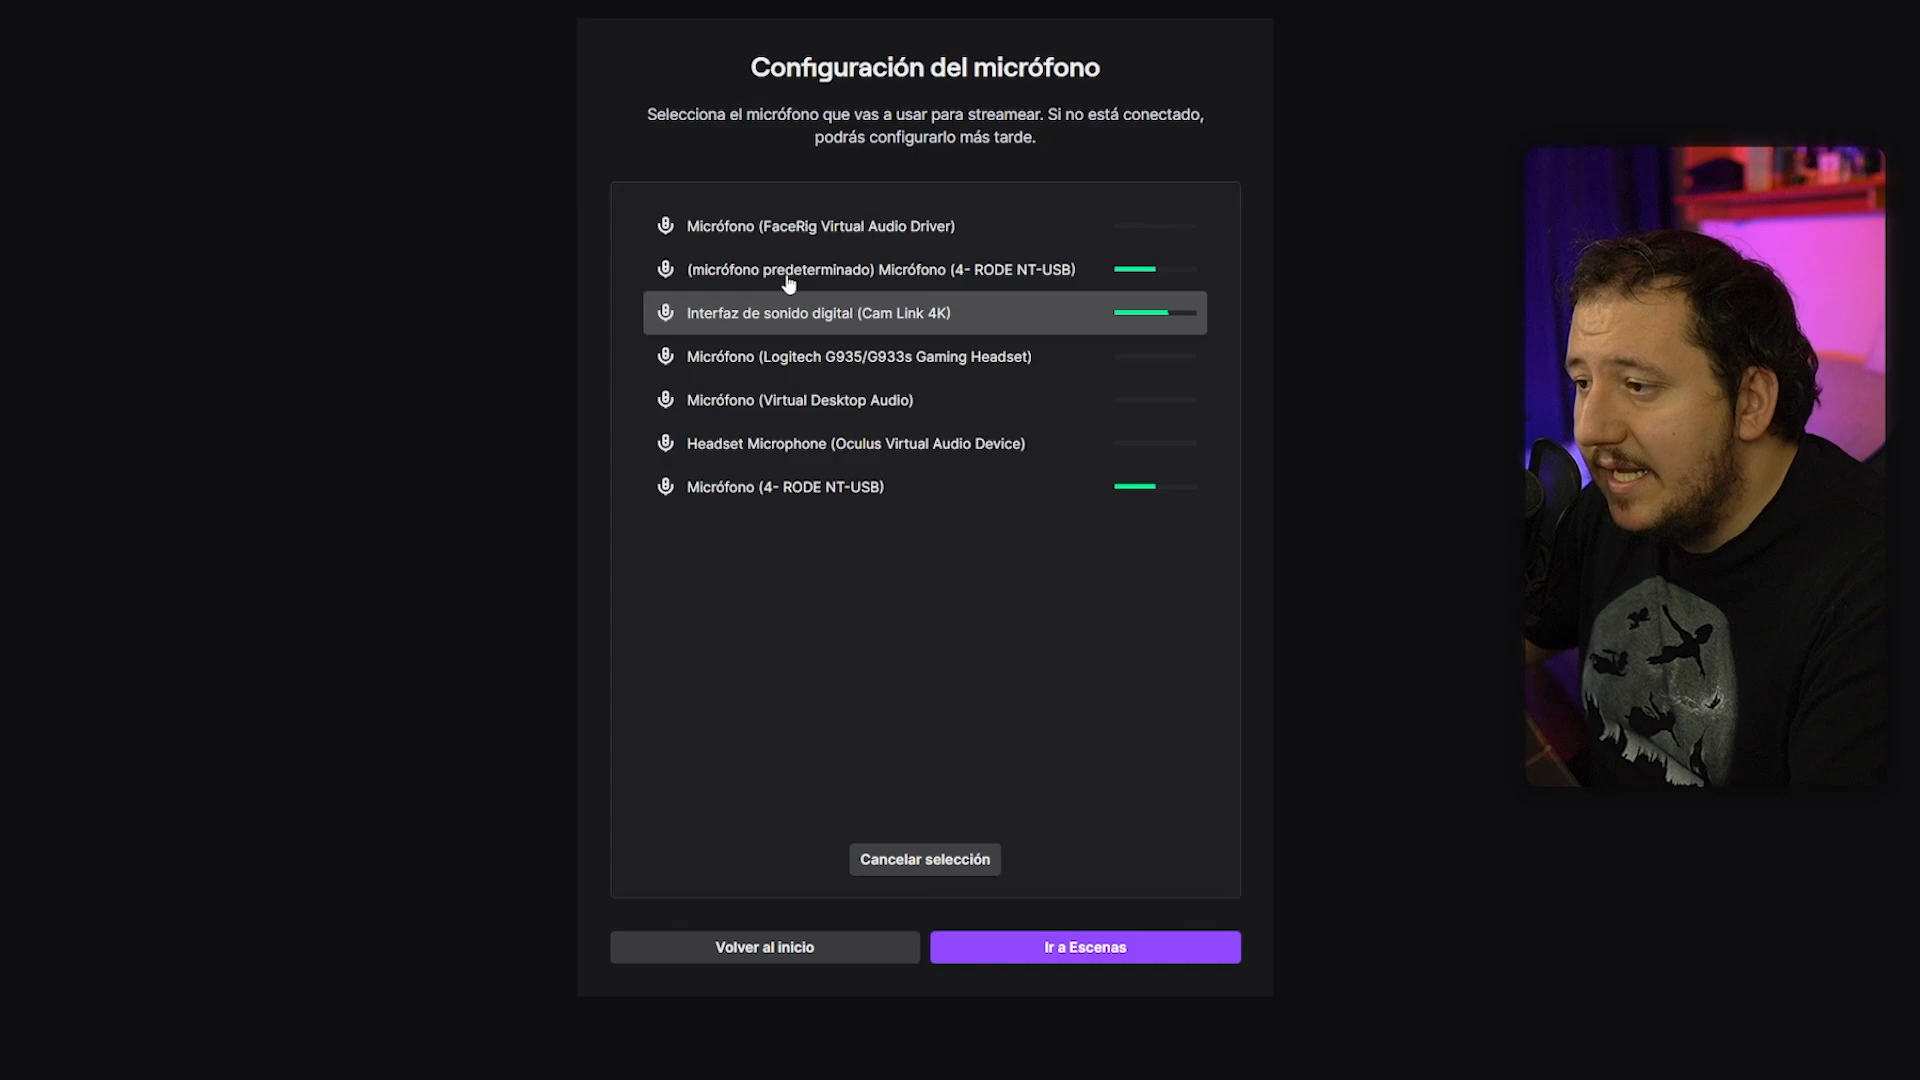 Configuración del micrófono
Selecciona el micrófono que vas a usar para streamear. Si no está conectado,
podrás configurarlo más tarde.
Micrófono (FaceRig Virtual Audio Driver)
(micrófono predeterminado) Micrófono (4- RODE NT-USB)
Interfaz de sonido digital (Cam Link 4K)
Micrófono (Logitech G935/G933s Gaming Headset)
Micrófono (Virtual Desktop Audio)
Headset Microphone (Oculus Virtual Audio Device)
Micrófono (4- RODE NT-USB)
Cancelar selección
Volver al inicio
Ir a Escenas